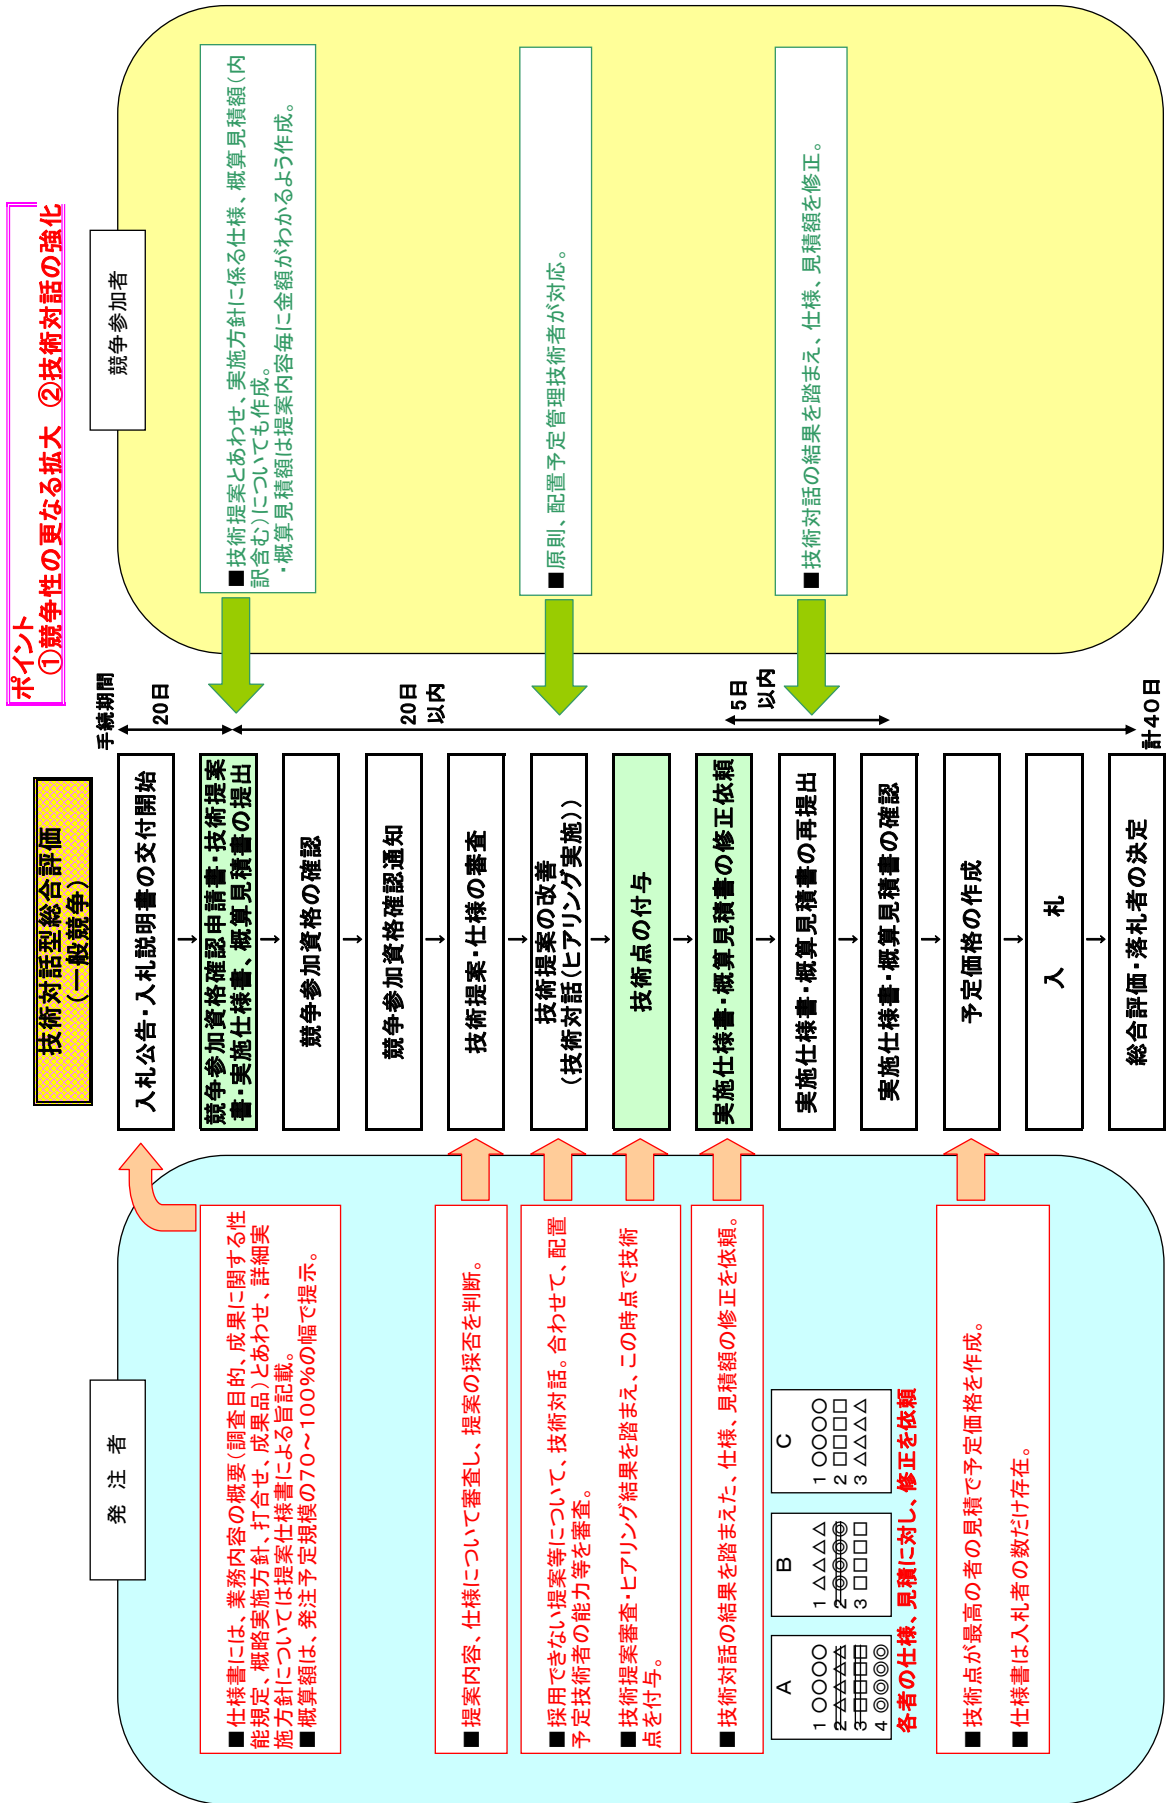 技術対話型総合評価
（一般競争）
ポイント
①競争性の更なる拡大 ②技術対話の強化
発 注 者
■仕様書には、業務内容の概要（調査目的、成果に関する性
能規定、概略実施方針、打合せ、成果品）とあわせ、詳細実
施方針については提案仕様書による旨記載。
■概算額は、発注予定規模の70～100％の幅で提示。
■提案内容、仕様について審査し、提案の採否を判断。
■採用できない提案等について、技術対話。合わせて、配置
予定技術者の能力等を審査。
■技術提案審査・ヒアリング結果を踏まえ、この時点で技術
点を付与。
■技術対話の結果を踏まえた、仕様、見積額の修正を依頼。
A
1 ○○○○
2 △△△△
3 □□□□
4 ◎◎◎◎
B
1 △△△△
2 ◎◎◎◎
3 □□□□
C
1 ○○○○
2 □□□□
3 △△△△
各者の仕様、見積に対し、修正を依頼
■技術点が最高の者の見積で予定価格を作成。
■仕様書は入札者の数だけ存在。
入札公告・入札説明書の交付開始
競争参加資格確認申請書・技術提案
書・実施仕様書、概算見積書の提出
競争参加資格の確認
競争参加資格確認通知
技術提案・仕様の審査
技術提案の改善
（技術対話（ヒアリング実施））
技術点の付与
実施仕様書・概算見積書の修正依頼
実施仕様書・概算見積書の再提出
実施仕様書・概算見積書の確認
予定価格の作成
入 札
総合評価・落札者の決定
手続期間
20日
20日
以内
5日
以内
計40日
競争参加者
■技術提案とあわせ、実施方針に係る仕様、概算見積額（内
訳含む）についても作成。
・概算見積額は提案内容毎に金額がわかるよう作成。
■原則、配置予定管理技術者が対応。
■技術対話の結果を踏まえ、仕様、見積額を修正。